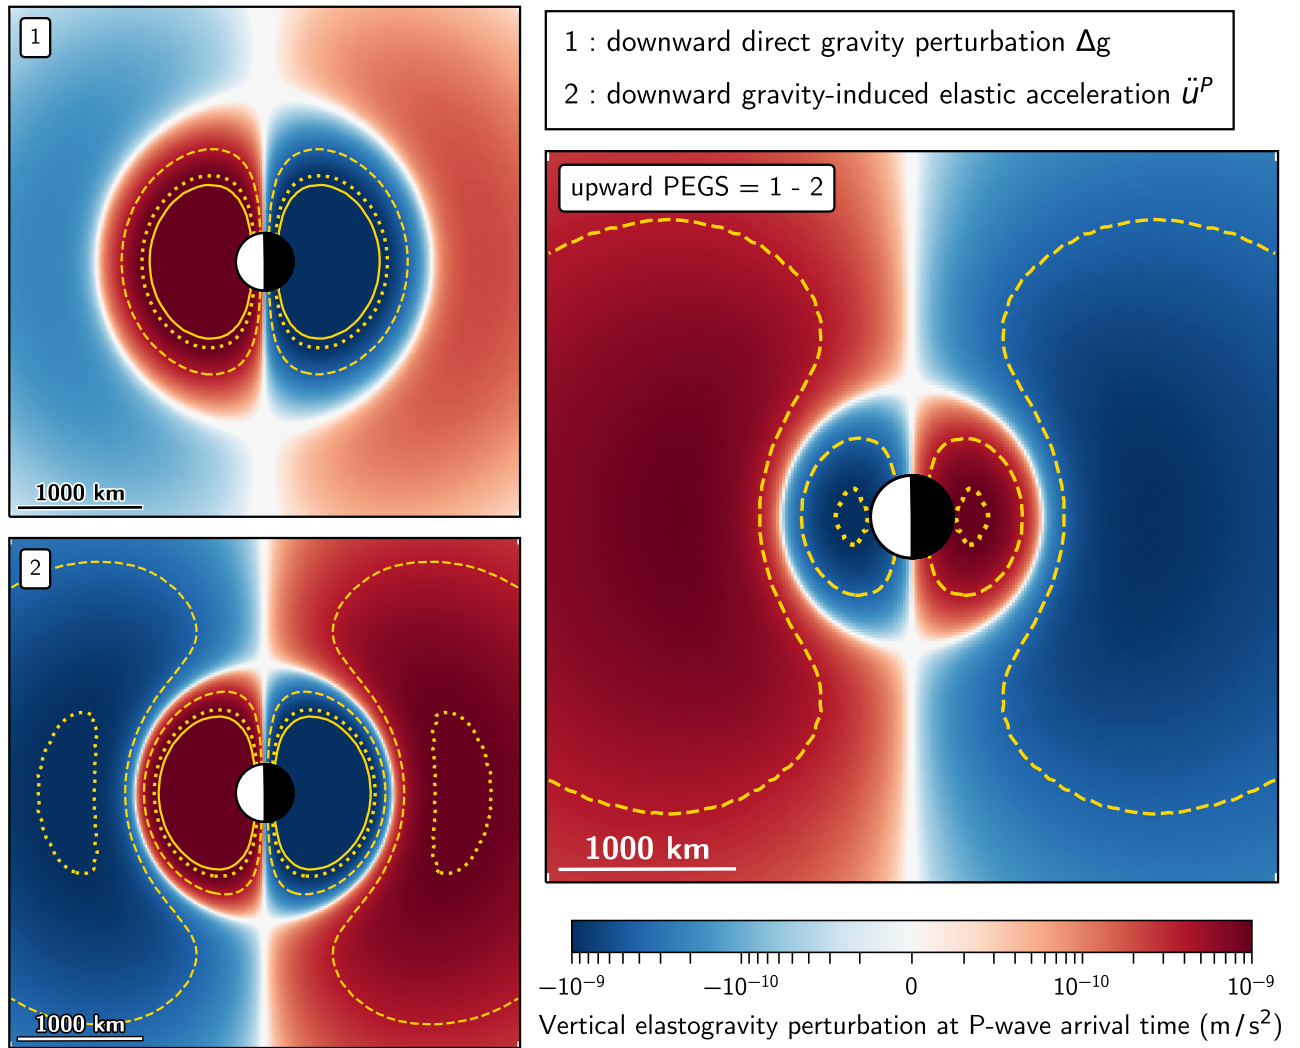 1
1 : downward direct gravity perturbation Δg
2 : downward gravity-induced elastic acceleration üᴾ
upward PEGS = 1 - 2
1000 km
2
1000 km
1000 km
−10⁻⁹ −10⁻¹⁰ 0 10⁻¹⁰ 10⁻⁹
Vertical elastogravity perturbation at P-wave arrival time (m/s²)